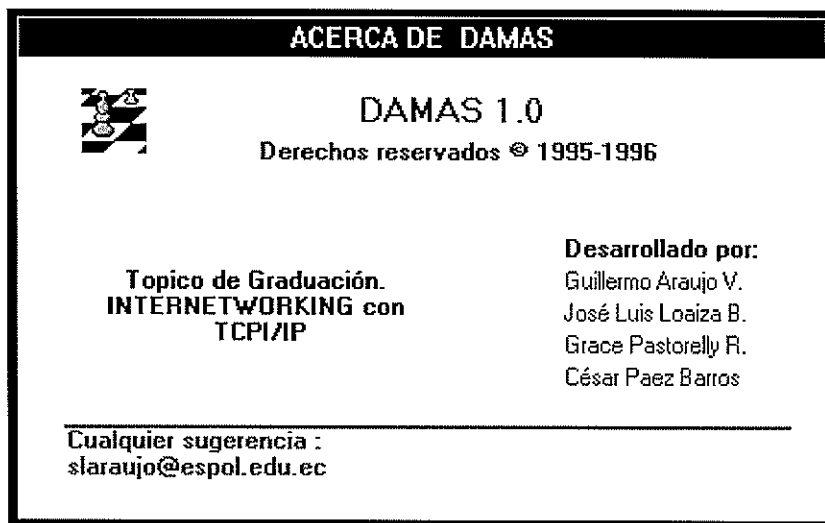 ACERCA DE DAMAS
DAMAS 1.0
Derechos reservados © 1995-1996
Topico de Graduación.
INTERNETWORKING con
TCPI/IP
Desarrollado por:
Guillermo Araujo V.
José Luis Loaiza B.
Grace Pastorelly R.
César Paez Barros
Cualquier sugerencia :
slaraujo@espol.edu.ec